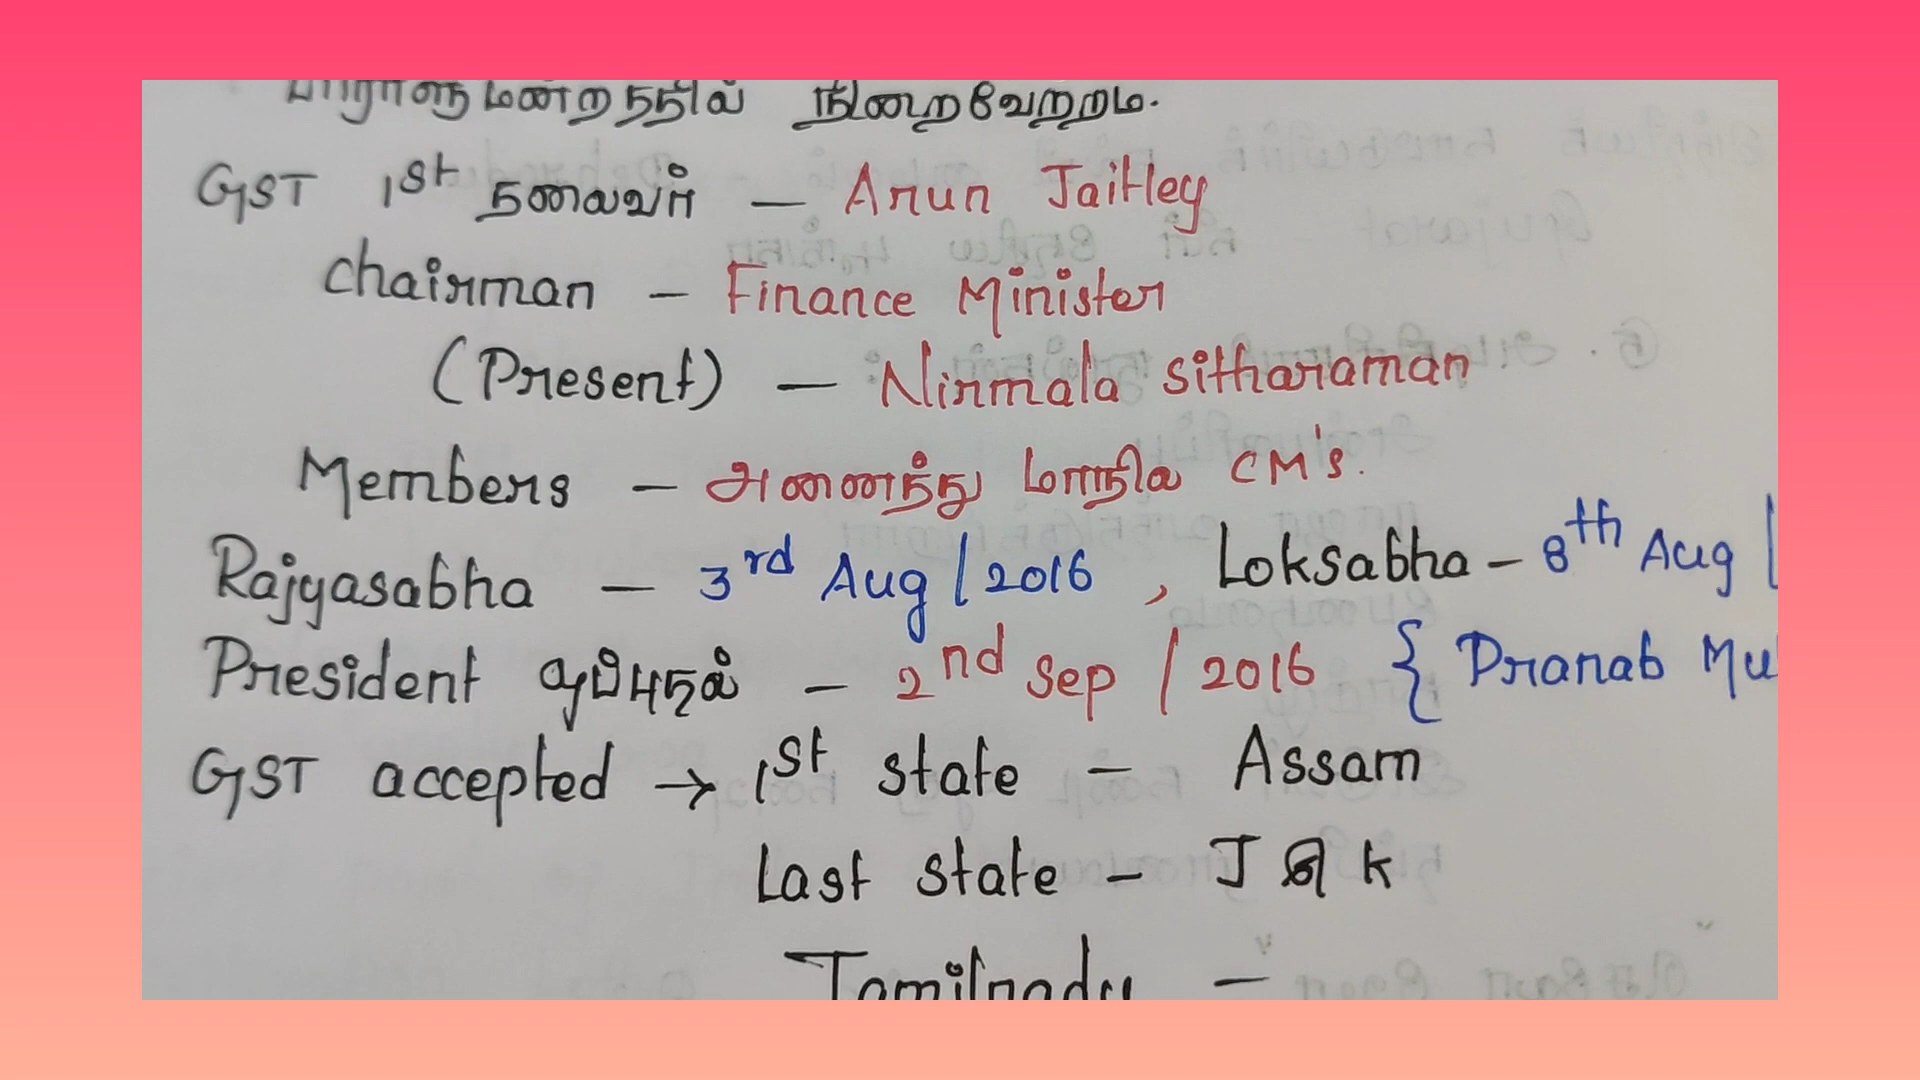 பாராளுமன்றத்தில் நிறைவேற்றம்.
GST 1st தலைவர் — Arun Jaitley
Chairman — Finance Minister
(Present) — Nirmala Sitharaman
Members — அனைத்து மாநில CM's.
Rajyasabha — 3rd Aug / 2016 , Loksabha — 8th Aug /
President ஒப்புதல் — 2nd Sep / 2016 { Pranab Mu
GST accepted → 1st state — Assam
Last state — J & K
Tamilnadu —